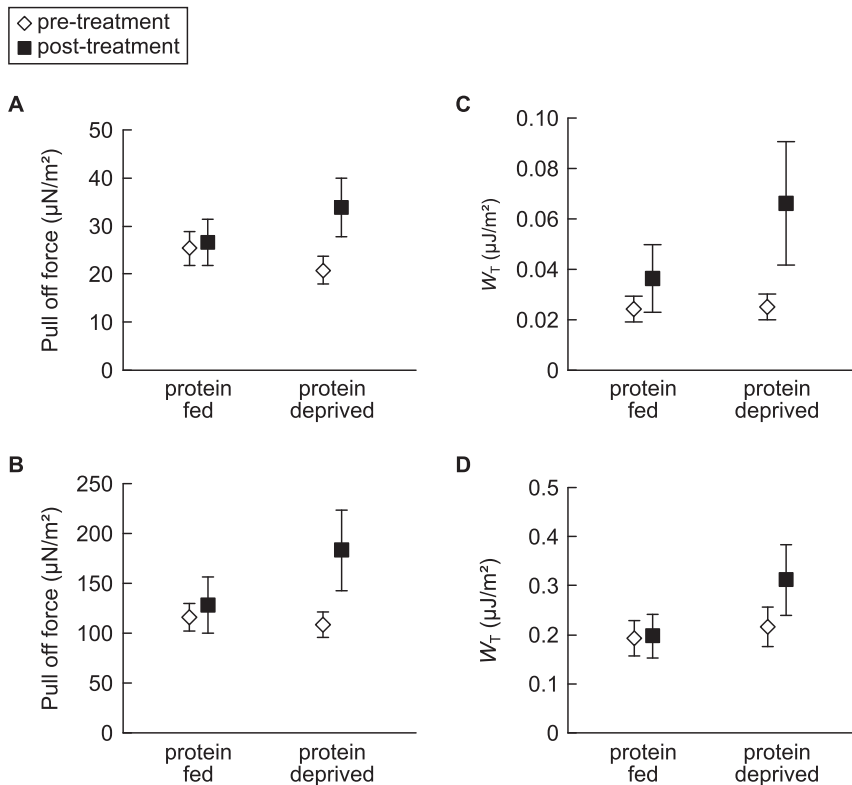 pre-treatment
post-treatment
A
Pull off force (µN/m²)
50
40
30
20
10
0
protein fed
protein deprived
C
W_T (µJ/m²)
0.10
0.08
0.06
0.04
0.02
0
protein fed
protein deprived
B
Pull off force (µN/m²)
250
200
150
100
50
0
protein fed
protein deprived
D
W_T (µJ/m²)
0.5
0.4
0.3
0.2
0.1
0
protein fed
protein deprived